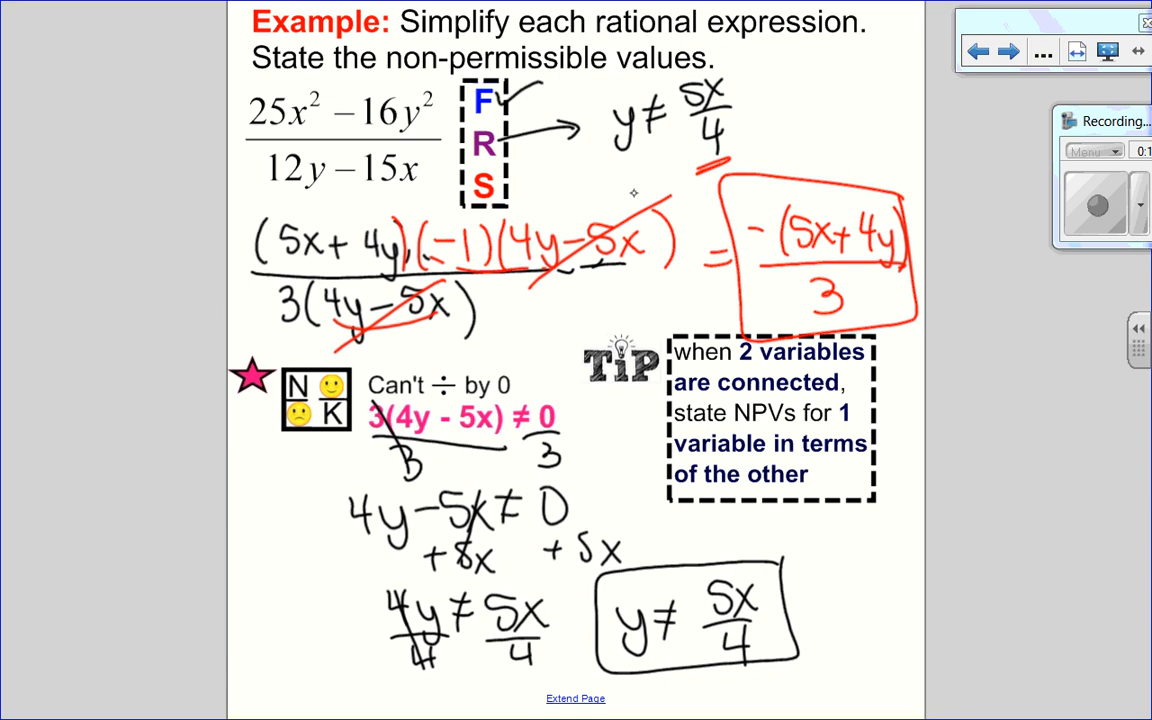 Example: Simplify each rational expression.
State the non-permissible values.
25x² – 16y²
12y – 15x
F
R
S
y ≠ 5x
4
(5x + 4y)(-1)(4y - 5x) = -(5x + 4y)
3(4y - 5x)
3
TiP
when 2 variables
are connected,
state NPVs for 1
variable in terms
of the other
N
K
Can't ÷ by 0
3(4y - 5x) ≠ 0
3 3
4y - 5x ≠ 0
+ 5x + 5x
4y ≠ 5x
4 4
y ≠ 5x
4
Extend Page
...
Recording...
Menu
0:1